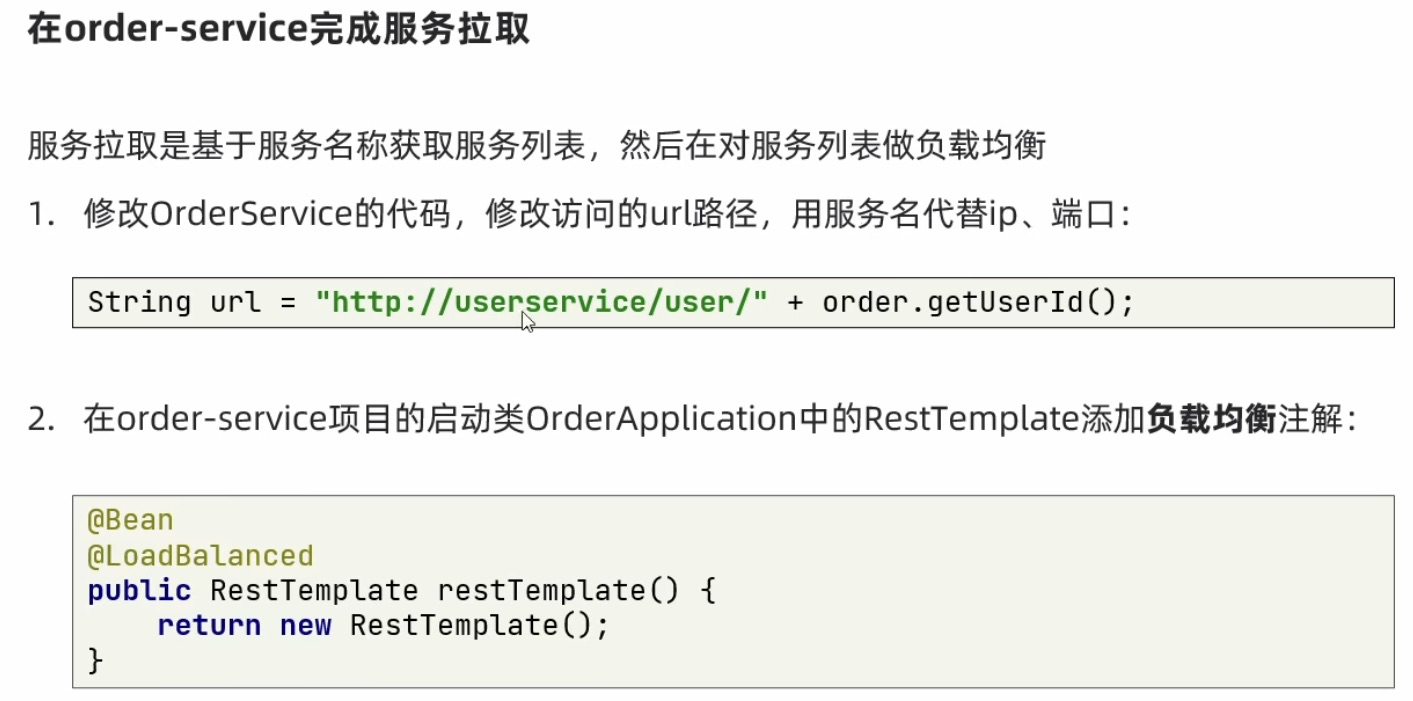 在order-service完成服务拉取
服务拉取是基于服务名称获取服务列表，然后在对服务列表做负载均衡
1. 修改OrderService的代码，修改访问的url路径，用服务名代替ip、端口：
String url = "http://userservice/user/" + order.getUserId();
2. 在order-service项目的启动类OrderApplication中的RestTemplate添加负载均衡注解：
@Bean
@LoadBalanced
public RestTemplate restTemplate() {
    return new RestTemplate();
}